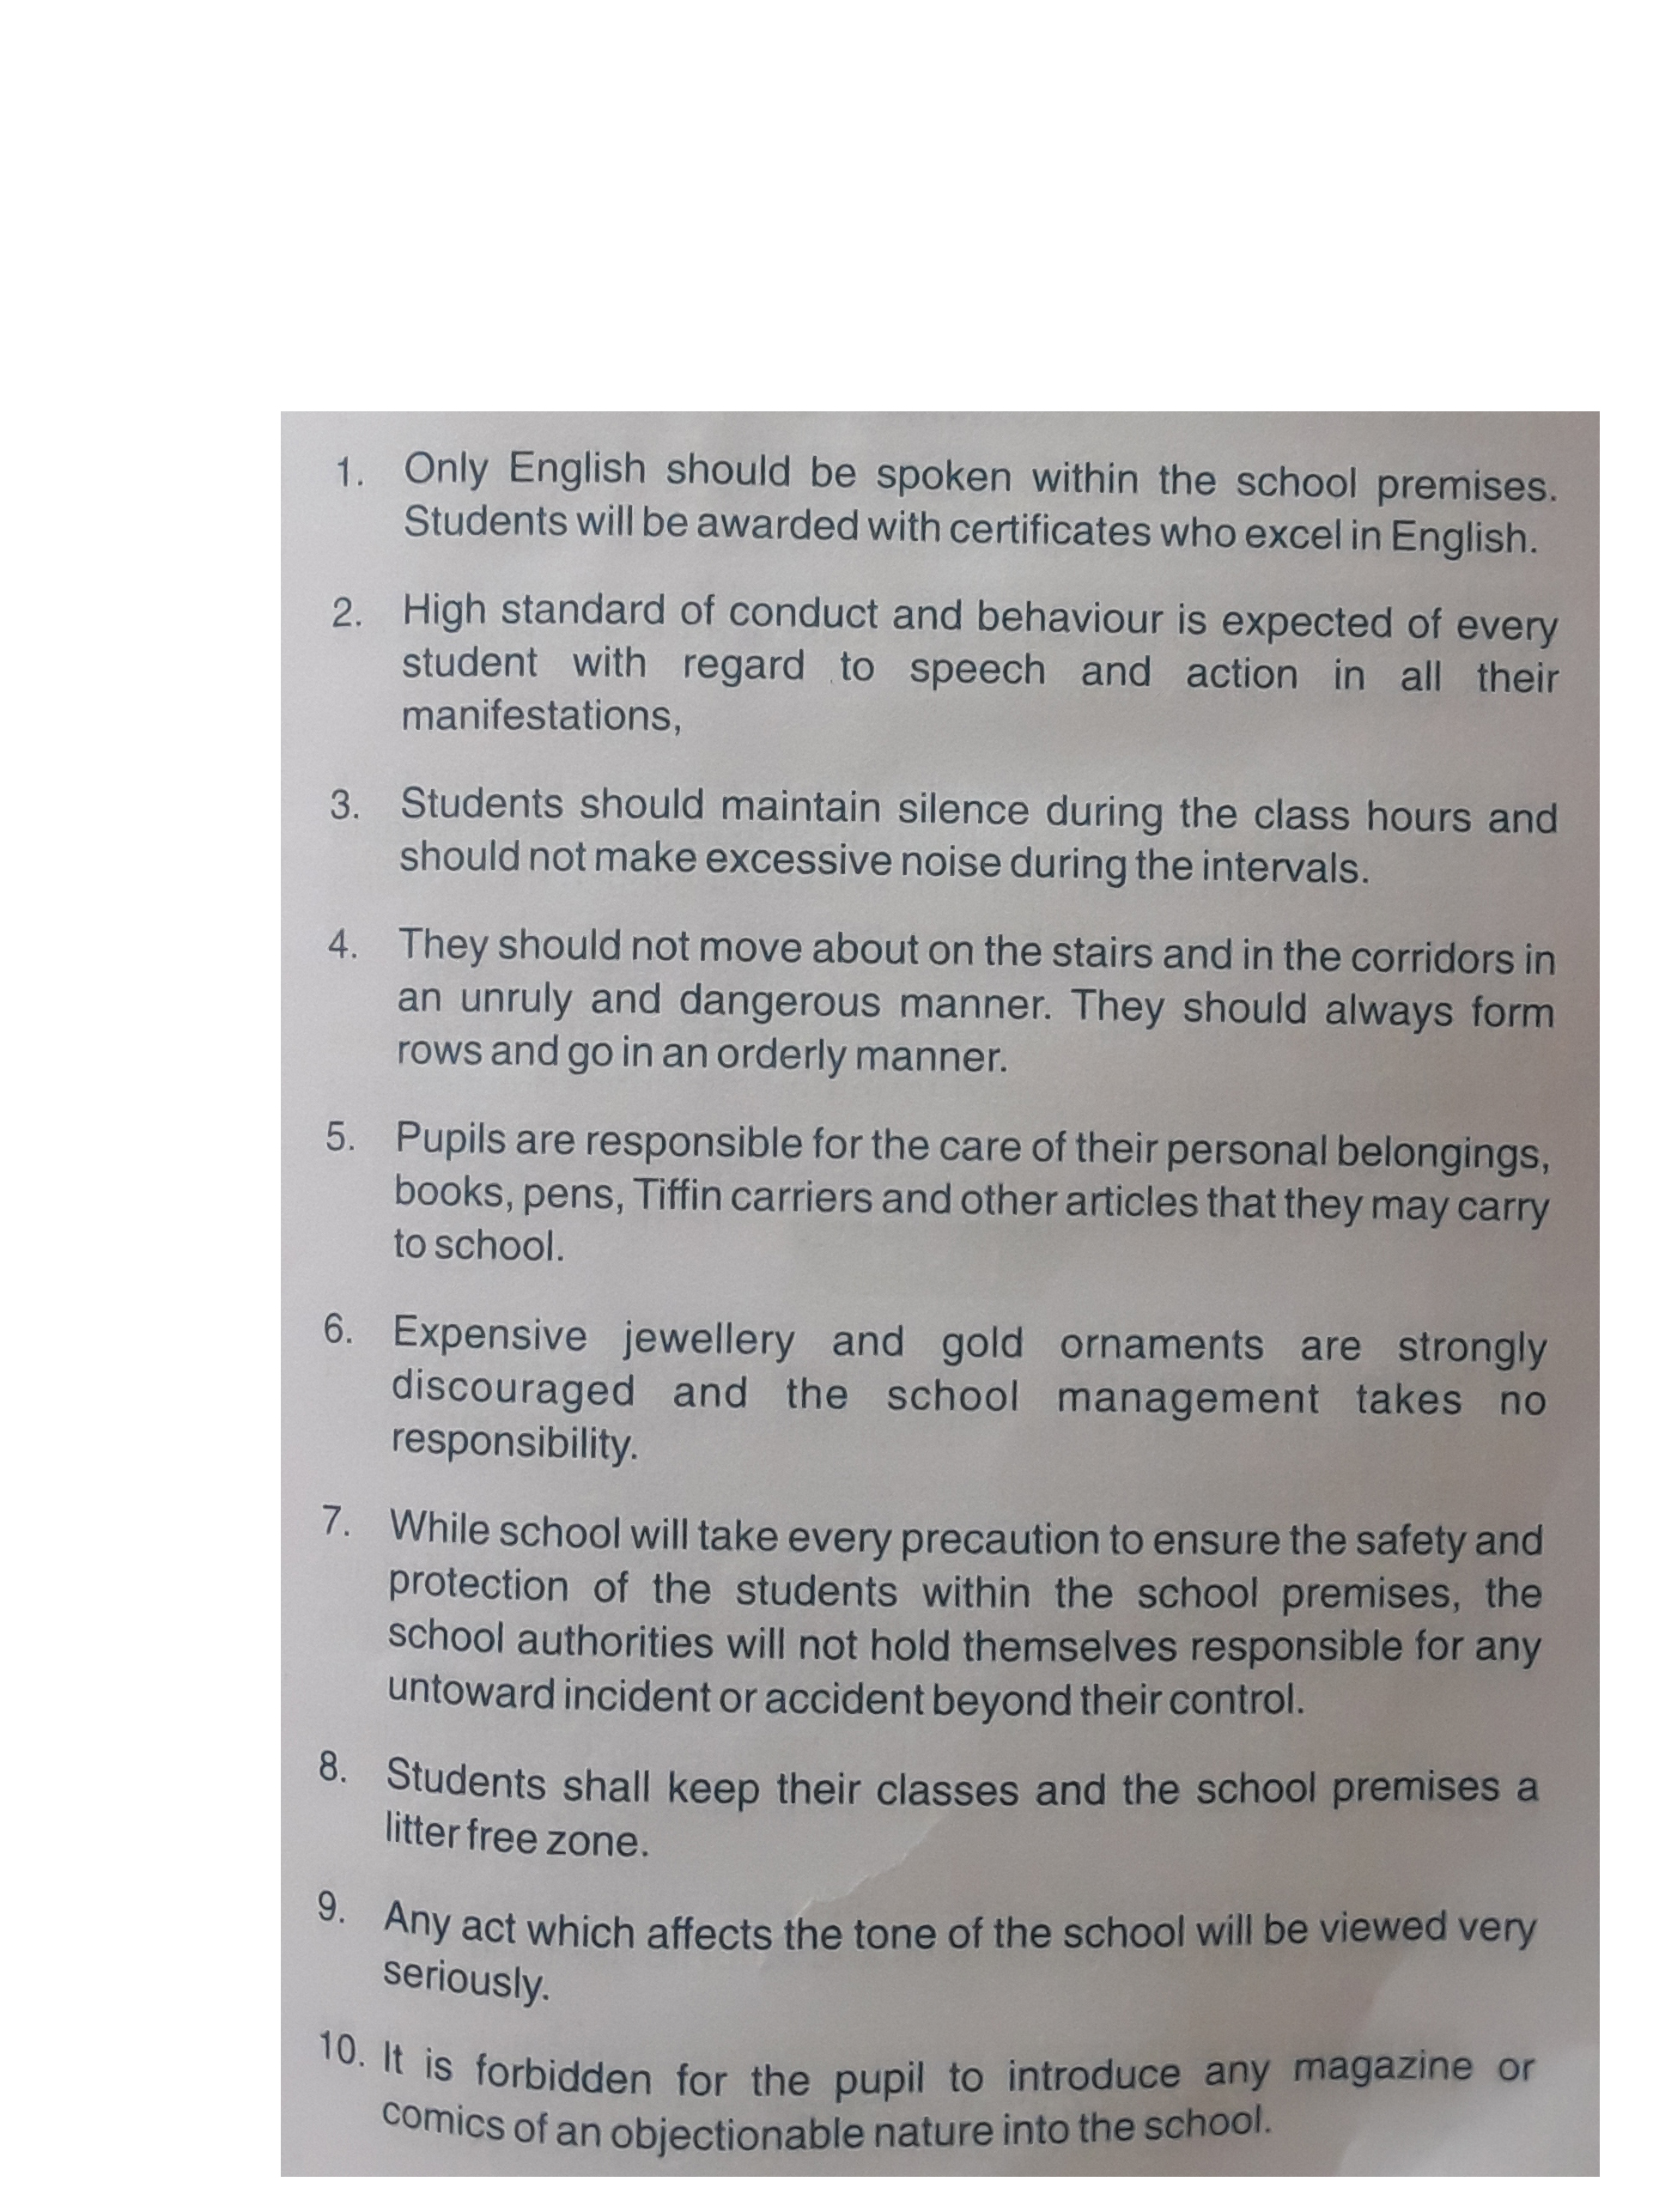 1. Only English should be spoken within the school premises.
Students will be awarded with certificates who excel in English.
2. High standard of conduct and behaviour is expected of every
student with regard to speech and action in all their
manifestations,
3. Students should maintain silence during the class hours and
should not make excessive noise during the intervals.
4. They should not move about on the stairs and in the corridors in
an unruly and dangerous manner. They should always form
rows and go in an orderly manner.
5. Pupils are responsible for the care of their personal belongings,
books, pens, Tiffin carriers and other articles that they may carry
to school.
6. Expensive jewellery and gold ornaments are strongly
discouraged and the school management takes no
responsibility.
7. While school will take every precaution to ensure the safety and
protection of the students within the school premises, the
school authorities will not hold themselves responsible for any
untoward incident or accident beyond their control.
8. Students shall keep their classes and the school premises a
litter free zone.
9. Any act which affects the tone of the school will be viewed very
seriously.
10. It is forbidden for the pupil to introduce any magazine or
comics of an objectionable nature into the school.